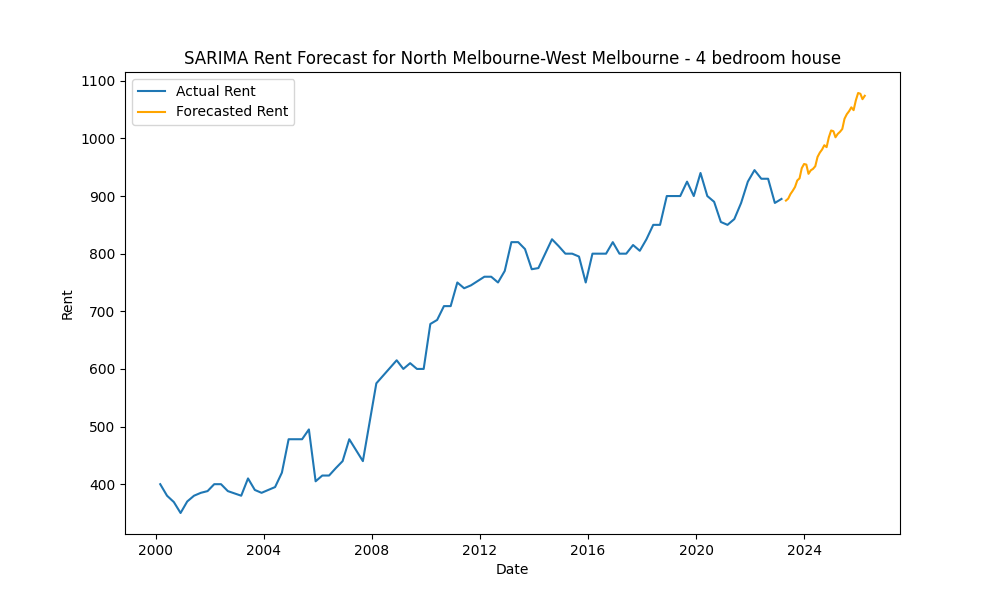 SARIMA Rent Forecast for North Melbourne-West Melbourne - 4 bedroom house
Actual Rent
Forecasted Rent
1100
1000
900
800
700
600
500
400
Rent
2000 2004 2008 2012 2016 2020 2024
Date